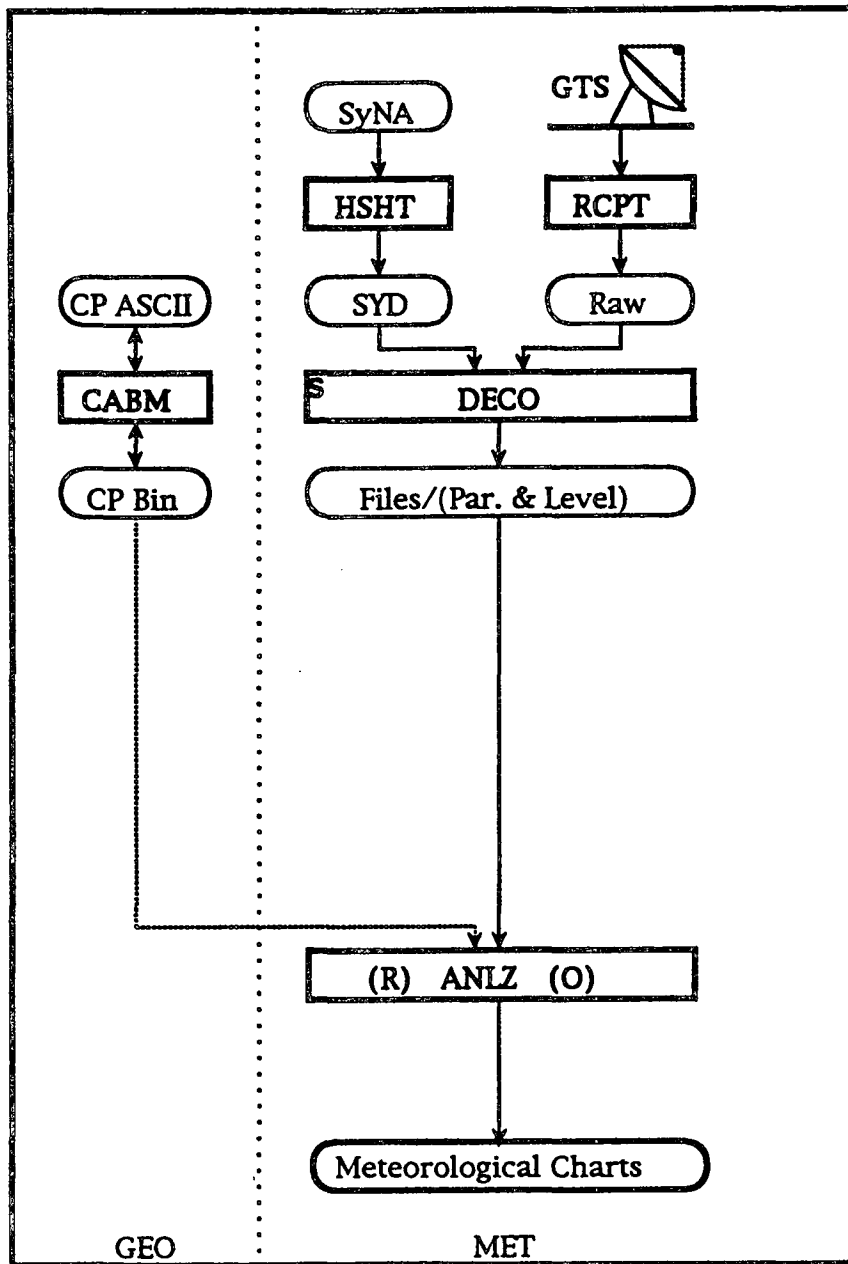 GTS
SyNA
HSHT
RCPT
CP ASCII
SYD
Raw
CABM
S
DECO
CP Bin
Files/(Par. & Level)
(R) ANLZ (O)
Meteorological Charts
GEO
MET